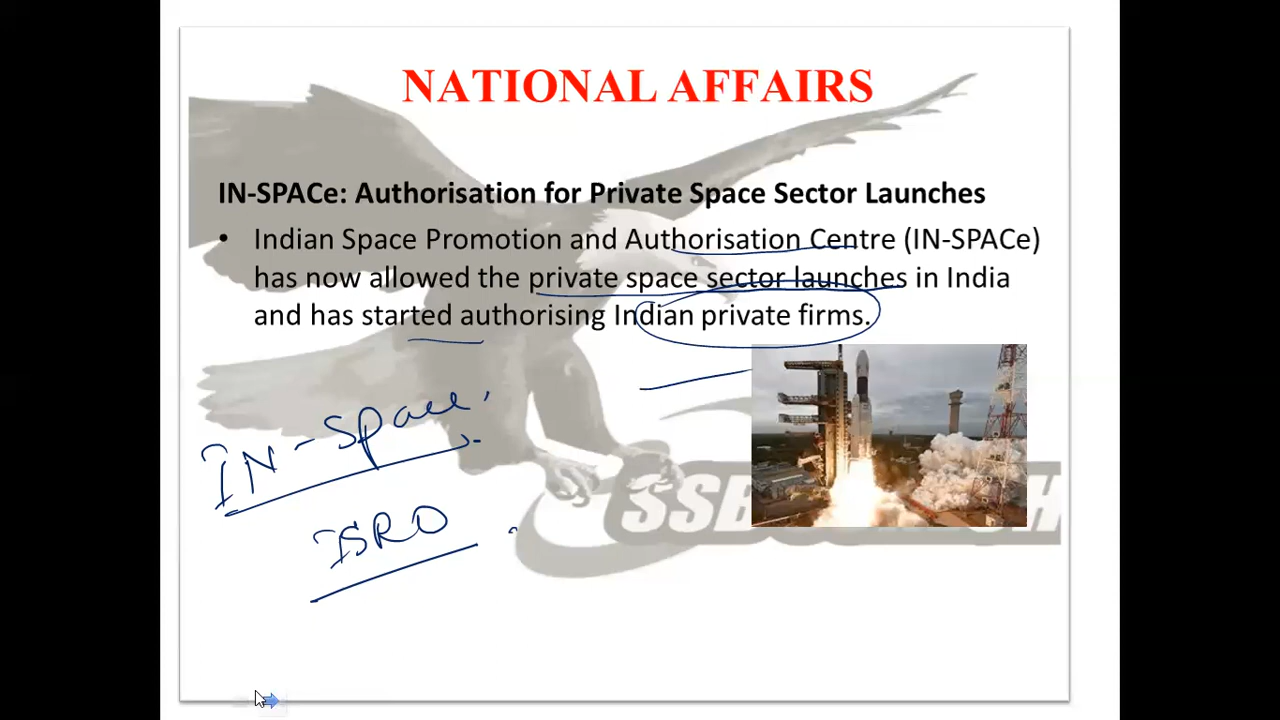 NATIONAL AFFAIRS
IN-SPACe: Authorisation for Private Space Sector Launches
• Indian Space Promotion and Authorisation Centre (IN-SPACe)
has now allowed the private space sector launches in India
and has started authorising Indian private firms.
IN-Space
ISRO
SSB
H